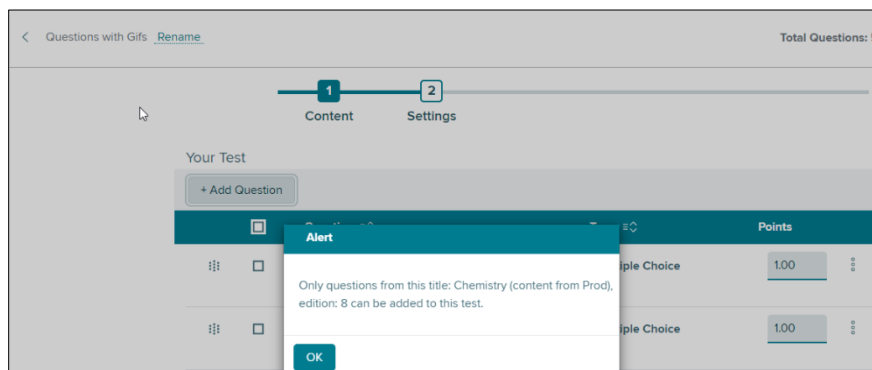 Questions with Gifs Rename
Total Questions:
1
2
Content
Settings
Your Test
+ Add Question
Points
Alert
Only questions from this title: Chemistry (content from Prod),
edition: 8 can be added to this test.
OK
iple Choice
1.00
iple Choice
1.00